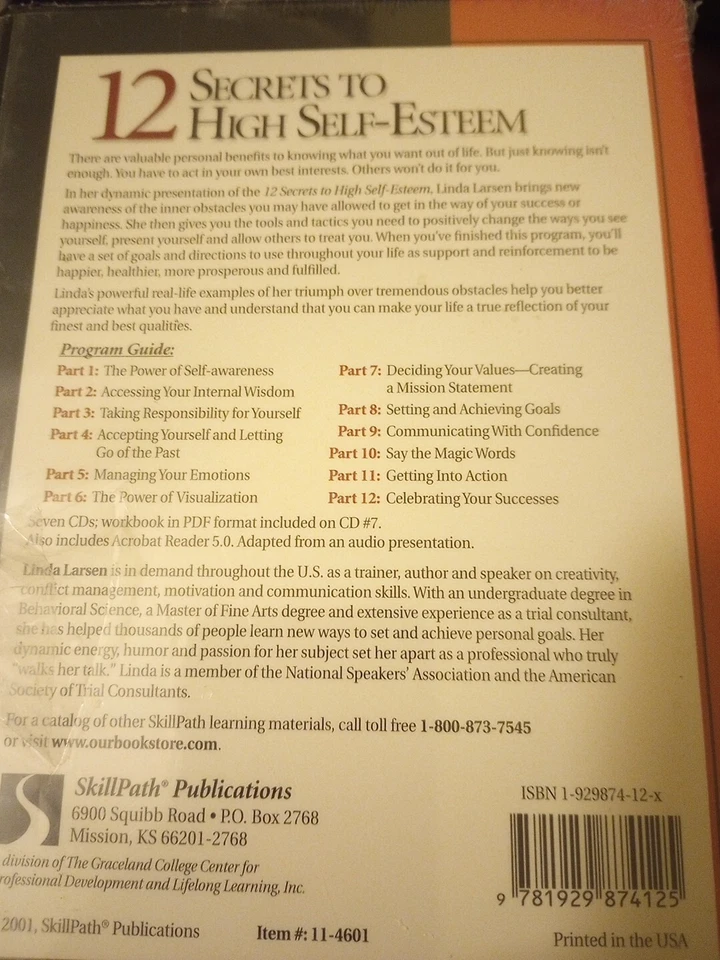 12 SECRETS TO
HIGH SELF-ESTEEM
There are valuable personal benefits to knowing what you want out of life. But just knowing isn't
enough. You have to act in your own best interests. Others won't do it for you.
In her dynamic presentation of the 12 Secrets to High Self-Esteem, Linda Larsen brings new
awareness of the inner obstacles you may have allowed to get in the way of your success or
happiness. She then gives you the tools and tactics you need to positively change the ways you see
yourself, present yourself and allow others to treat you. When you've finished this program, you'll
have a set of goals and directions to use throughout your life as support and reinforcement to be
happier, healthier, more prosperous and fulfilled.
Linda's powerful real-life examples of her triumph over tremendous obstacles help you better
appreciate what you have and understand that you can make your life a true reflection of your
finest and best qualities.
Program Guide:
Part 1: The Power of Self-awareness
Part 2: Accessing Your Internal Wisdom
Part 3: Taking Responsibility for Yourself
Part 4: Accepting Yourself and Letting
Go of the Past
Part 5: Managing Your Emotions
Part 6: The Power of Visualization
Part 7: Deciding Your Values—Creating
a Mission Statement
Part 8: Setting and Achieving Goals
Part 9: Communicating With Confidence
Part 10: Say the Magic Words
Part 11: Getting Into Action
Part 12: Celebrating Your Successes
Seven CDs; workbook in PDF format included on CD #7.
Also includes Acrobat Reader 5.0. Adapted from an audio presentation.
Linda Larsen is in demand throughout the U.S. as a trainer, author and speaker on creativity,
conflict management, motivation and communication skills. With an undergraduate degree in
Behavioral Science, a Master of Fine Arts degree and extensive experience as a trial consultant,
she has helped thousands of people learn new ways to set and achieve personal goals. Her
dynamic energy, humor and passion for her subject set her apart as a professional who truly
"walks her talk." Linda is a member of the National Speakers' Association and the American
Society of Trial Consultants.
For a catalog of other SkillPath learning materials, call toll free 1-800-873-7545
or visit www.ourbookstore.com.
SkillPath® Publications
6900 Squibb Road • P.O. Box 2768
Mission, KS 66201-2768
division of The Graceland College Center for
rofessional Development and Lifelong Learning, Inc.
2001, SkillPath® Publications
Item #: 11-4601
ISBN 1-929874-12-x
9 781929 874125
Printed in the USA